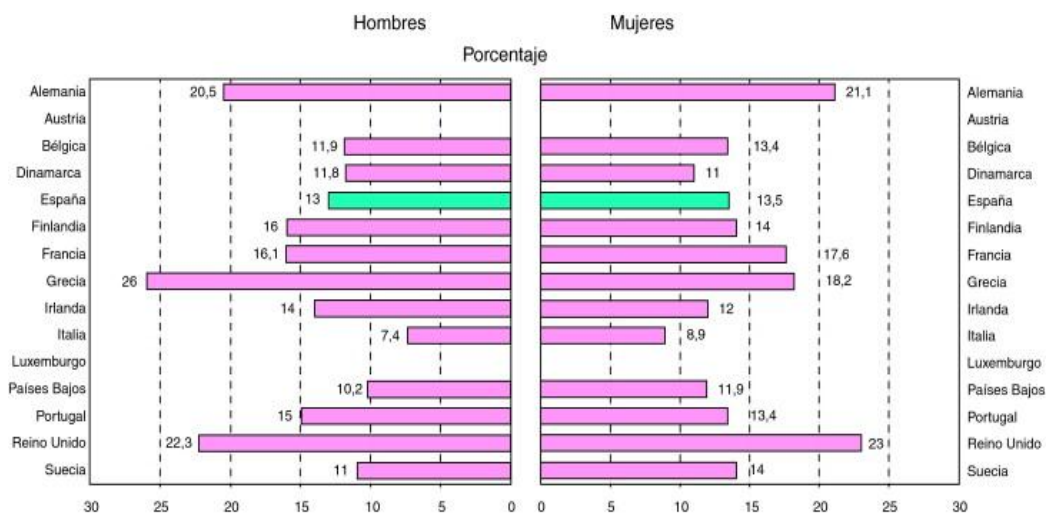 Hombres Mujeres
Porcentaje
Alemania 20,5 21,1 Alemania
Austria Austria
Bélgica 11,9 13,4 Bélgica
Dinamarca 11,8 11 Dinamarca
España 13 13,5 España
Finlandia 16 14 Finlandia
Francia 16,1 17,6 Francia
Grecia 26 18,2 Grecia
Irlanda 14 12 Irlanda
Italia 7,4 8,9 Italia
Luxemburgo Luxemburgo
Países Bajos 10,2 11,9 Países Bajos
Portugal 15 13,4 Portugal
Reino Unido 22,3 23 Reino Unido
Suecia 11 14 Suecia
30 25 20 15 10 5 0 0 5 10 15 20 25 30